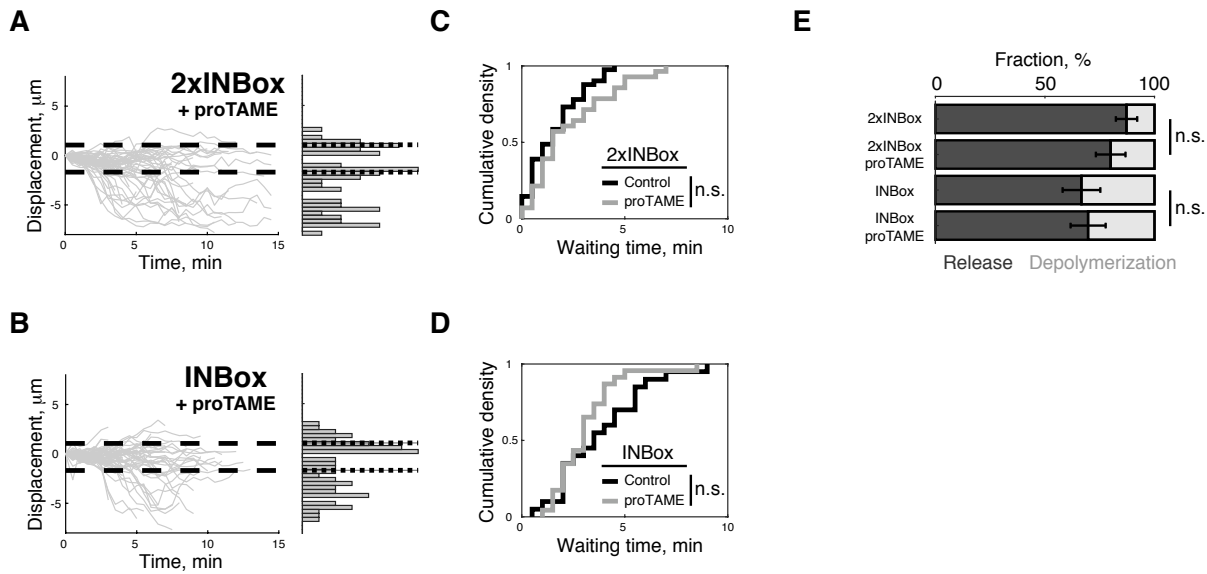 A
2xINBox
+ proTAME
Displacement, μm
5
0
-5
0
5
10
15
Time, min
B
INBox
+ proTAME
Displacement, μm
5
0
-5
0
5
10
15
Time, min
C
Cumulative density
1
0.5
0
2xINBox
Control
proTAME
n.s.
0
5
10
Waiting time, min
D
Cumulative density
1
0.5
0
INBox
Control
proTAME
n.s.
0
5
10
Waiting time, min
E
Fraction, %
0
50
100
2xINBox
2xINBox
proTAME
n.s.
INBox
INBox
proTAME
n.s.
Release Depolymerization